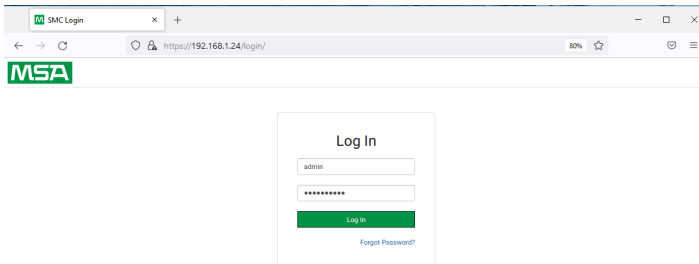 SMC Login
https://192.168.1.24/login/
80%
MSA
Log In
admin
••••••••••
Log In
Forgot Password?